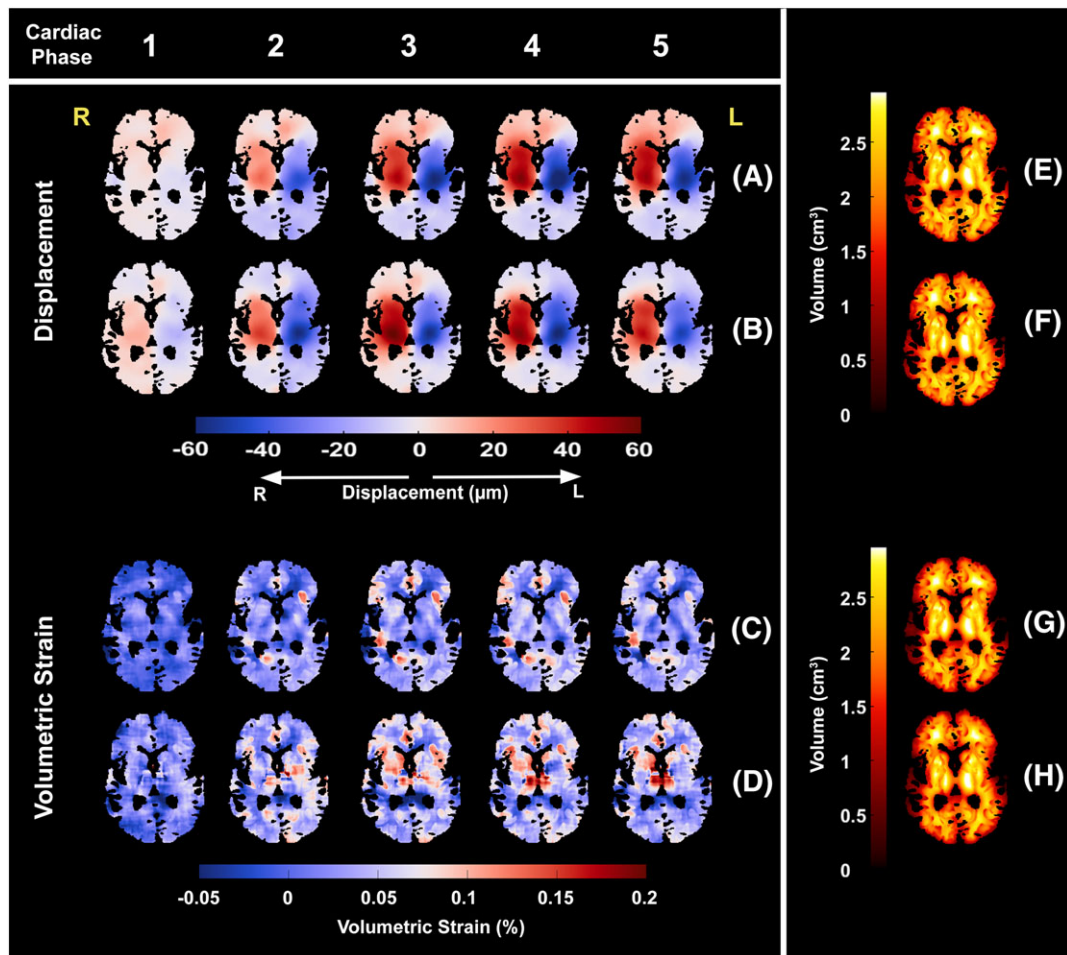 Cardiac
Phase
1 2 3 4 5
R L
Displacement
(A)
(B)
-60 -40 -20 0 20 40 60
R Displacement (µm) L
Volumetric Strain
(C)
(D)
-0.05 0 0.05 0.1 0.15 0.2
Volumetric Strain (%)
Volume (cm³)
2.5
2
1.5
1
0.5
0
(E)
(F)
Volume (cm³)
2.5
2
1.5
1
0.5
0
(G)
(H)